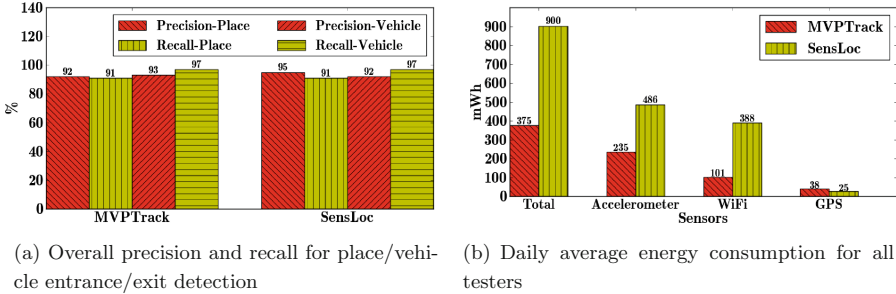 140
120
100
80
60
40
20
0
%
Precision-Place
Precision-Vehicle
Recall-Place
Recall-Vehicle
92
91
93
97
95
91
92
97
MVPTrack
SensLoc
(a) Overall precision and recall for place/vehi-
cle entrance/exit detection
900
800
700
600
500
400
300
200
100
0
mWh
MVPTrack
SensLoc
375
900
235
486
101
388
38
25
Total
Accelerometer
WiFi
GPS
Sensors
(b) Daily average energy consumption for all
testers